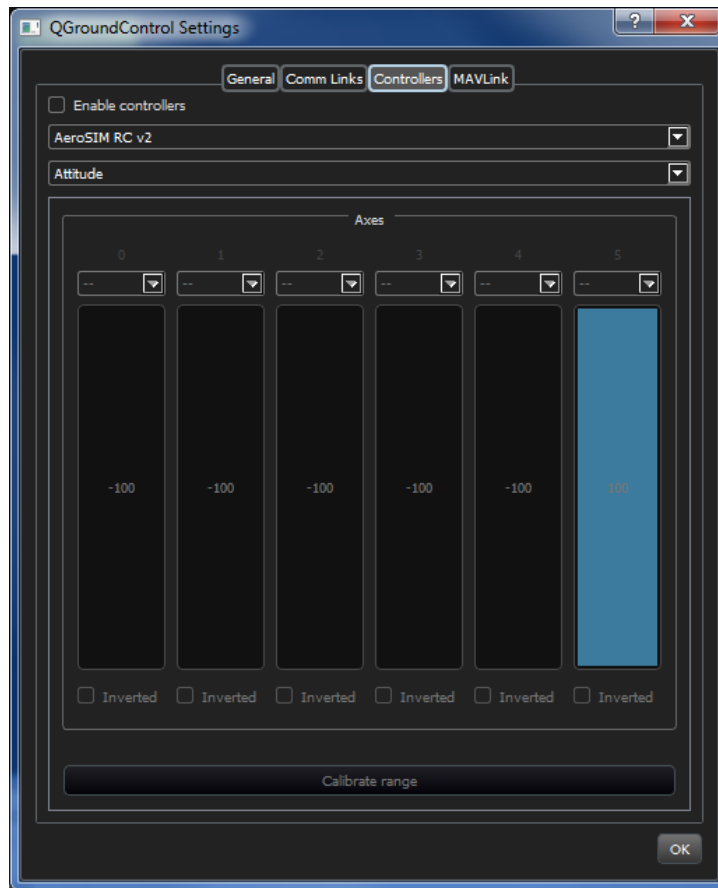 QGroundControl Settings ? X
General Comm Links Controllers MAVLink
Enable controllers
AeroSIM RC v2
Attitude
Axes
0 1 2 3 4 5
-- -- -- -- -- --
-100 -100 -100 -100 -100 100
Inverted Inverted Inverted Inverted Inverted Inverted
Calibrate range
OK